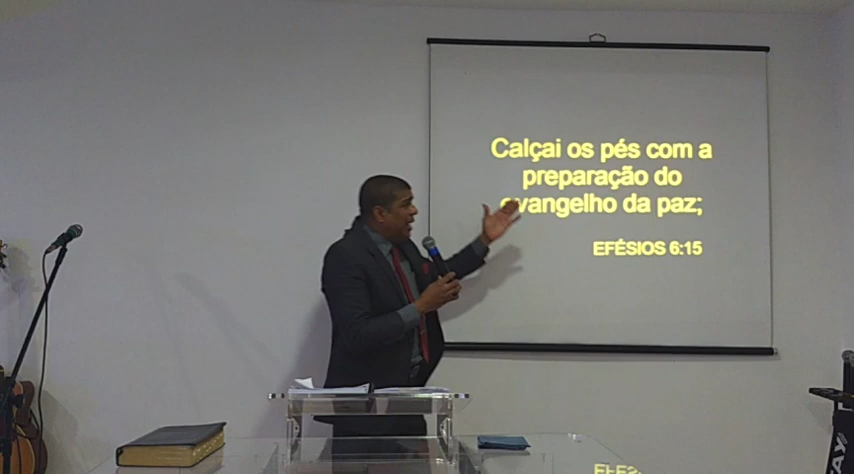 Calçai os pés com a
preparação do
evangelho da paz;
EFÉSIOS 6:15